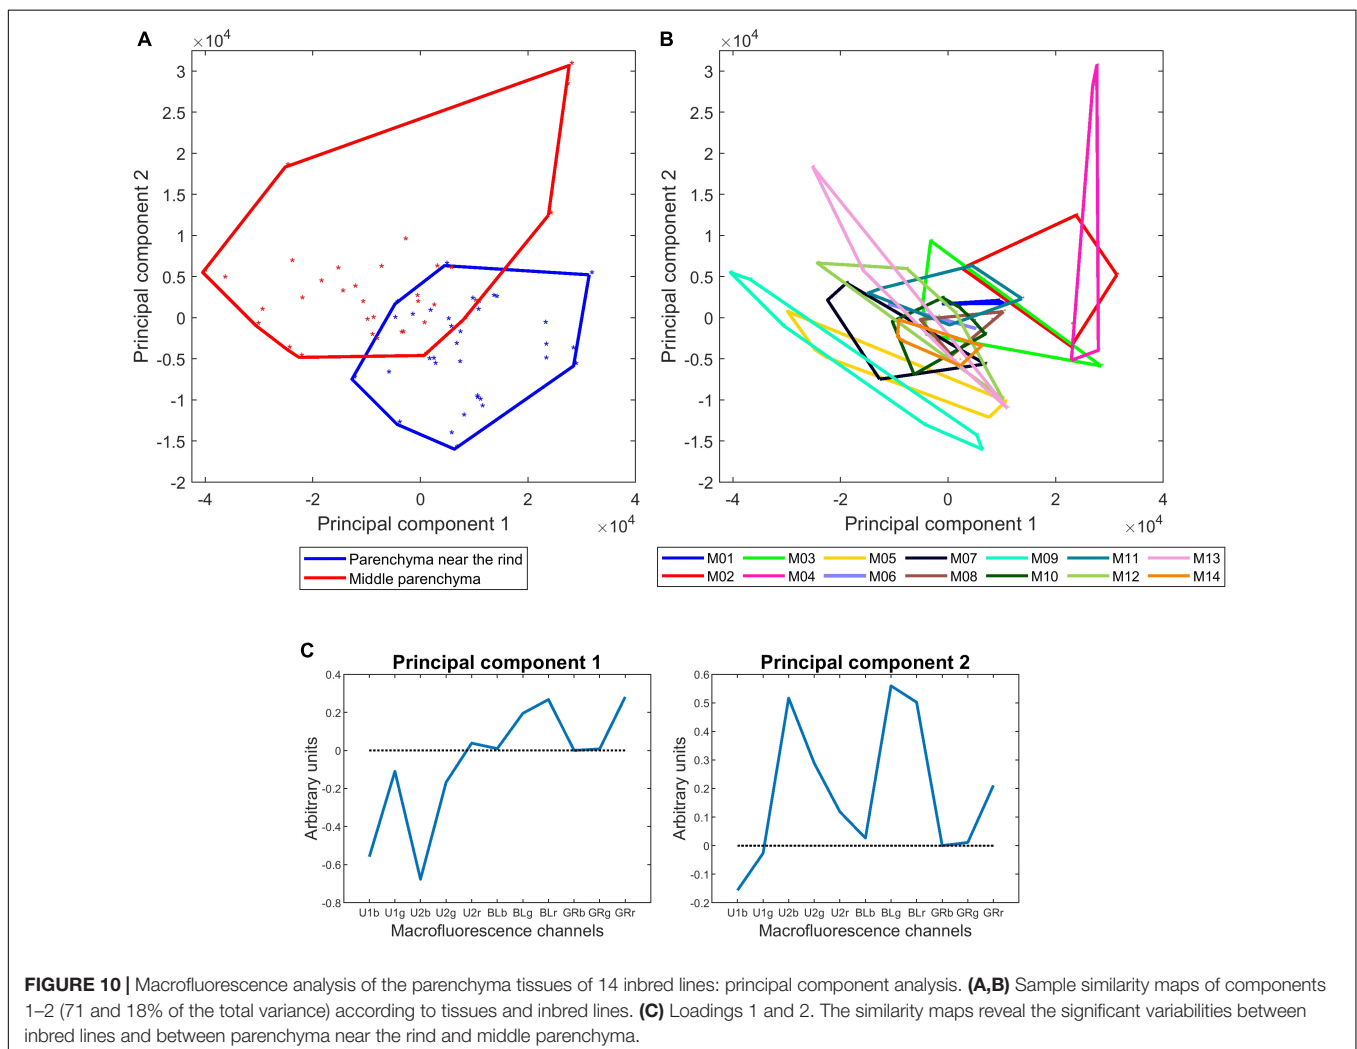 A
×10⁴
3
2.5
2
1.5
1
0.5
0
-0.5
-1
-1.5
-2
Principal component 2
-4
-2
0
2
4
Principal component 1
×10⁴
Parenchyma near the rind
Middle parenchyma
B
×10⁴
3
2.5
2
1.5
1
0.5
0
-0.5
-1
-1.5
-2
Principal component 2
-4
-2
0
2
4
Principal component 1
×10⁴
M01 M03 M05 M07 M09 M11 M13
M02 M04 M06 M08 M10 M12 M14
C
Principal component 1
0.4
0.2
0
-0.2
-0.4
-0.6
-0.8
Arbitrary units
U1b U1g U2b U2g U2r BLb BLg BLr GRb GRg GRr
Macrofluorescence channels
Principal component 2
0.6
0.5
0.4
0.3
0.2
0.1
0
-0.1
-0.2
Arbitrary units
U1b U1g U2b U2g U2r BLb BLg BLr GRb GRg GRr
Macrofluorescence channels
FIGURE 10 | Macrofluorescence analysis of the parenchyma tissues of 14 inbred lines: principal component analysis. (A,B) Sample similarity maps of components
1–2 (71 and 18% of the total variance) according to tissues and inbred lines. (C) Loadings 1 and 2. The similarity maps reveal the significant variabilities between
inbred lines and between parenchyma near the rind and middle parenchyma.